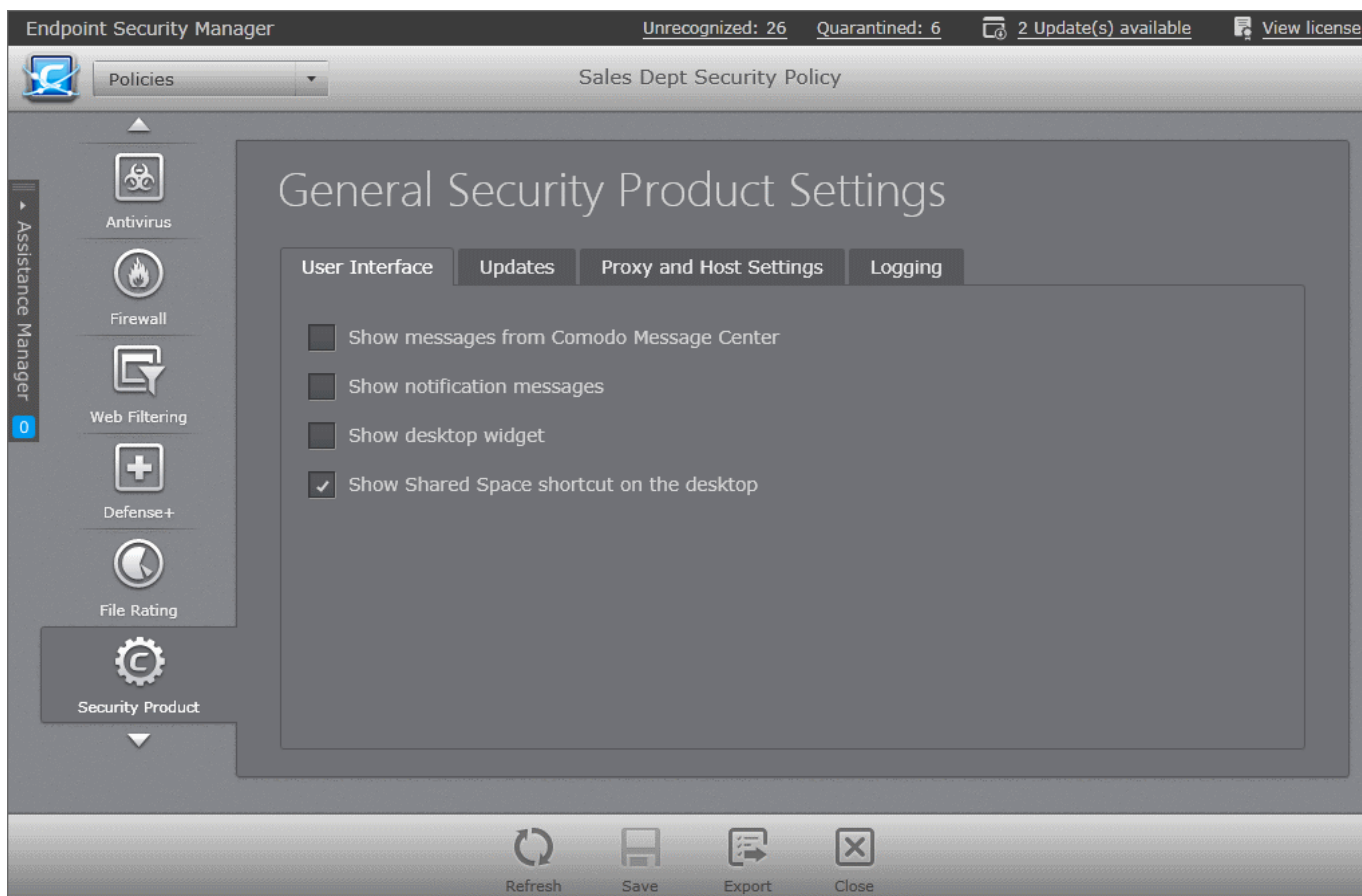 Endpoint Security Manager
Unrecognized: 26
Quarantined: 6
2 Update(s) available
View license
Policies
Sales Dept Security Policy
Assistance Manager
0
Antivirus
Firewall
Web Filtering
Defense+
File Rating
Security Product
General Security Product Settings
User Interface
Updates
Proxy and Host Settings
Logging
Show messages from Comodo Message Center
Show notification messages
Show desktop widget
Show Shared Space shortcut on the desktop
Refresh
Save
Export
Close